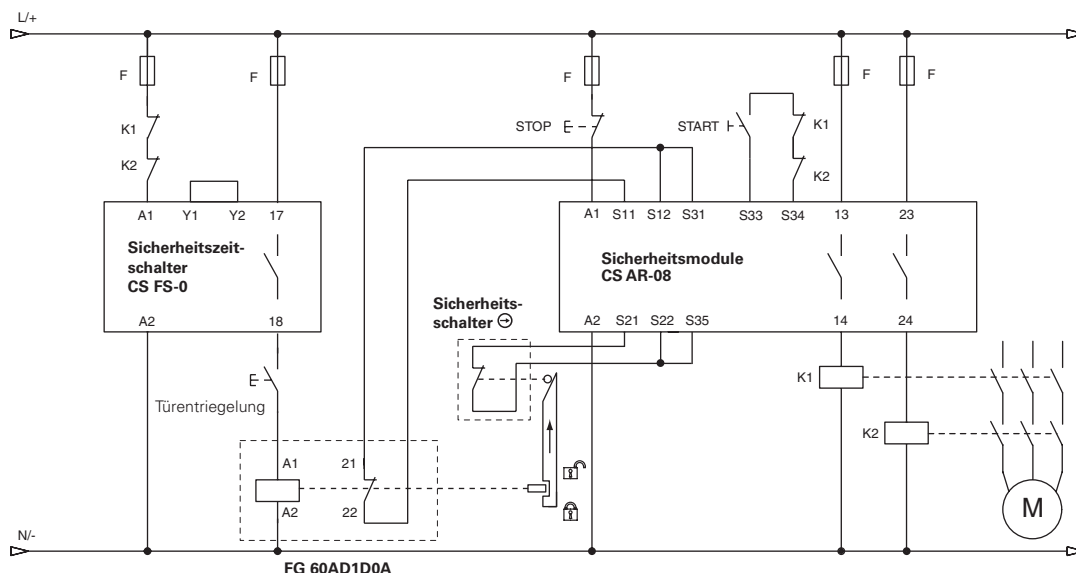 L/+
F
F
F
F
K1
K2
STOP
START
K1
K2
A1 Y1 Y2 17
Sicherheitszeit-
schalter
CS FS-0
A2 18
A1 S11 S12 S31 S33 S34 13 23
Sicherheitsmodule
CS AR-08
A2 S21 S22 S35 14 24
Sicherheits-
schalter
Türentriegelung
K1
K2
A1 21
A2 22
M
N/-
FG 60AD1D0A